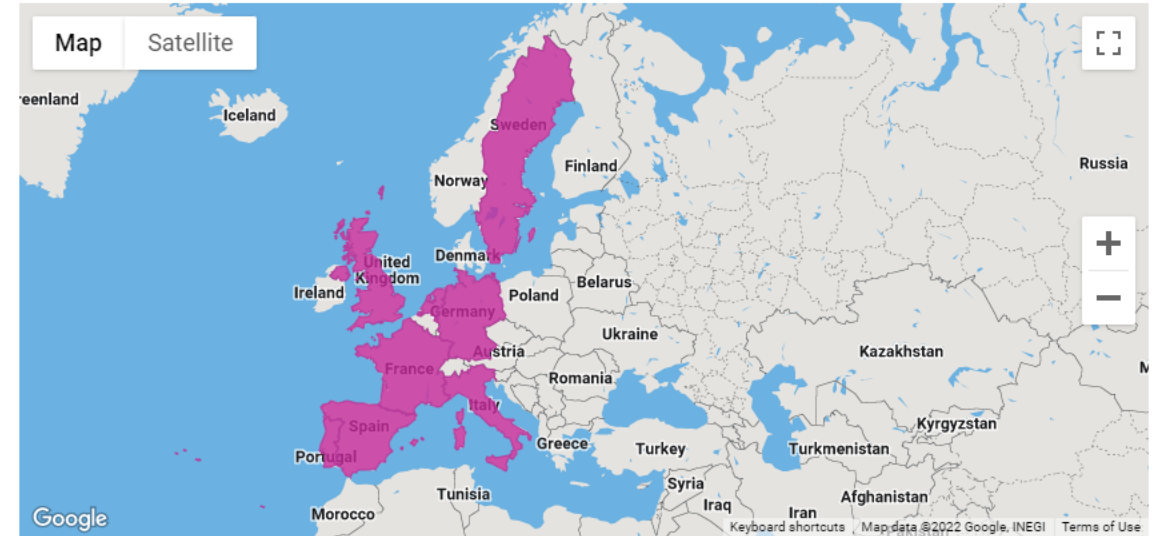 Map
Satellite
reenland
Iceland
Sweden
Finland
Russia
Norway
Denmark
United
Kingdom
Ireland
Belarus
Poland
Germany
Ukraine
Austria
Kazakhstan
France
Romania
Italy
Kyrgyzstan
Spain
Greece
Turkey
Turkmenistan
Portugal
Syria
Tunisia
Afghanistan
Iraq
Morocco
Iran
Google
Keyboard shortcuts
Map data ©2022 Google, INEGI
Terms of Use
Pakistan
M